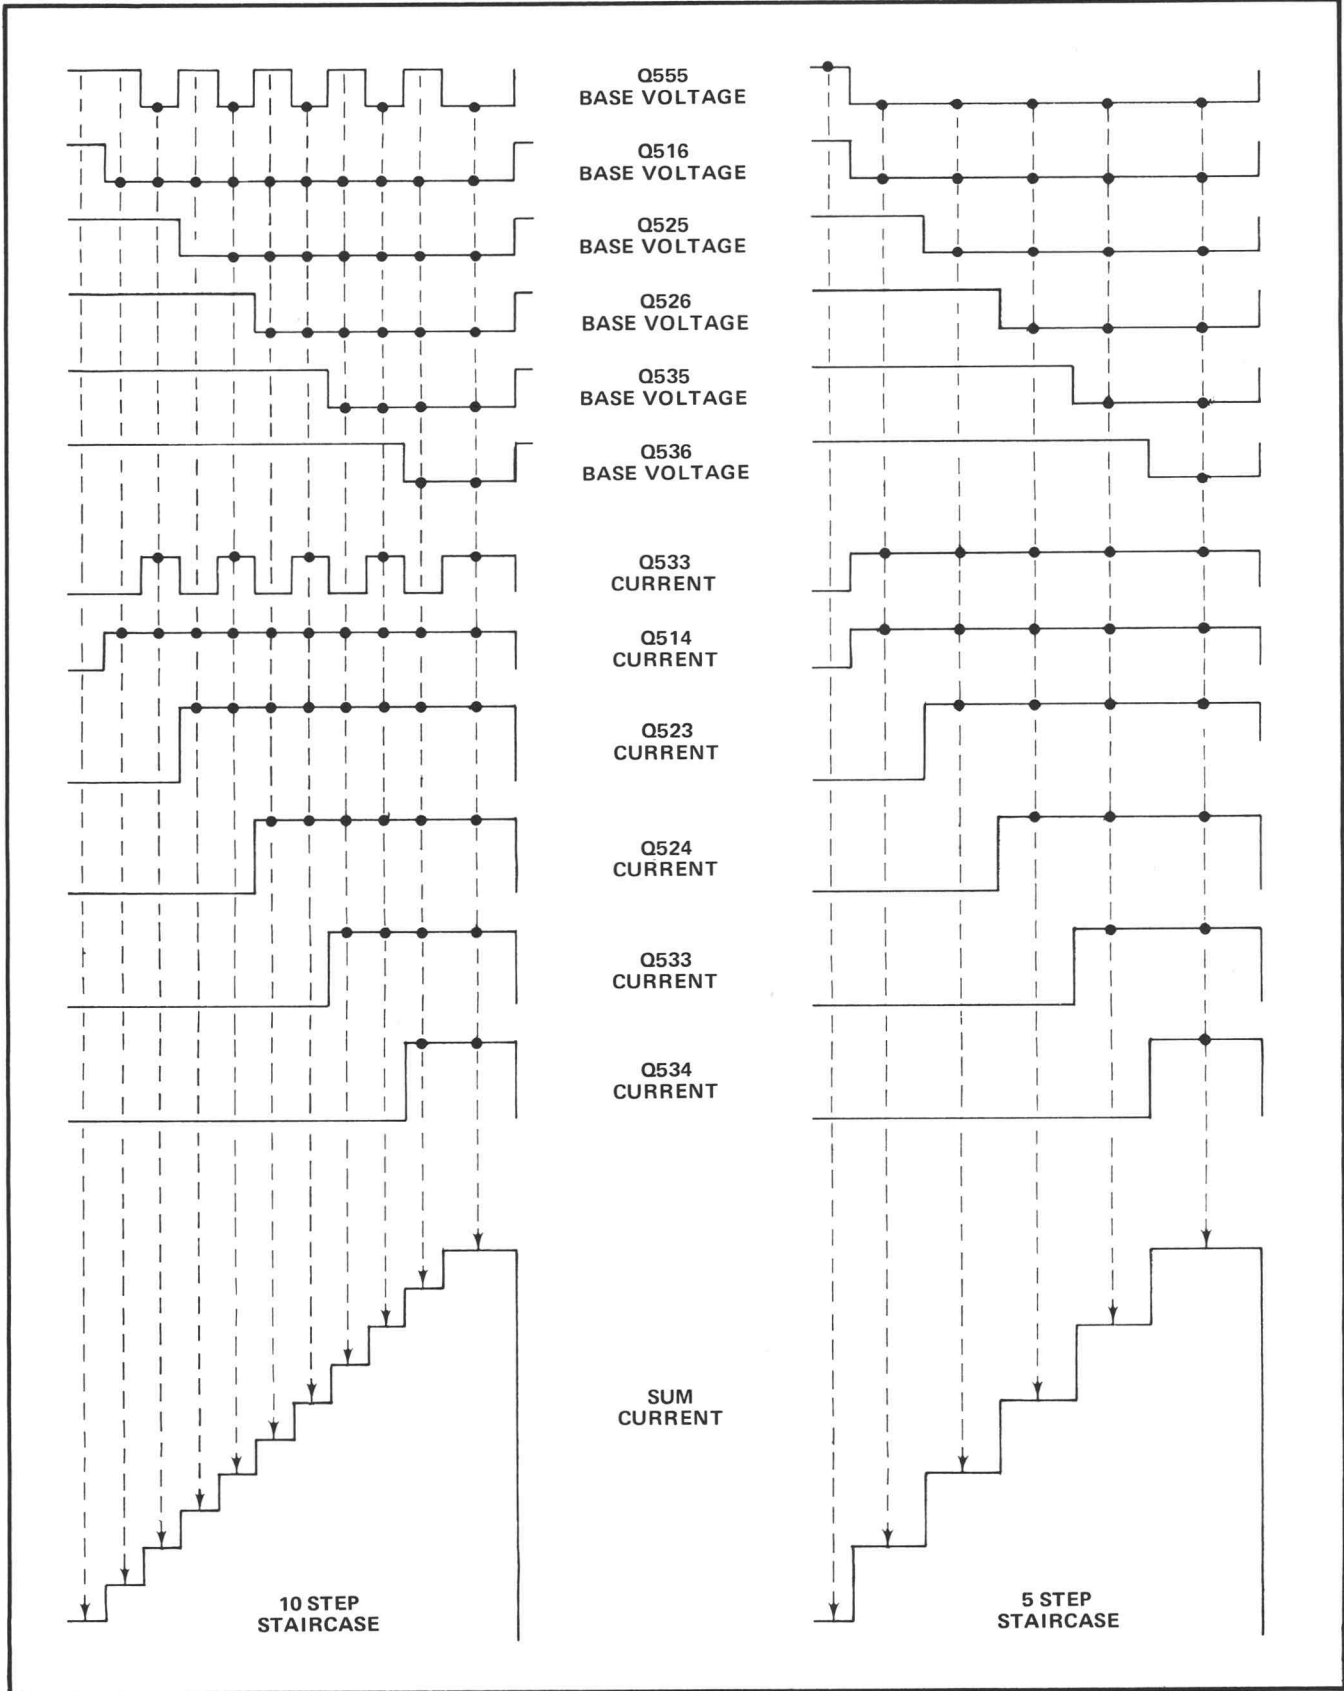 Q555
BASE VOLTAGE
Q516
BASE VOLTAGE
Q525
BASE VOLTAGE
Q526
BASE VOLTAGE
Q535
BASE VOLTAGE
Q536
BASE VOLTAGE
Q533
CURRENT
Q514
CURRENT
Q523
CURRENT
Q524
CURRENT
Q533
CURRENT
Q534
CURRENT
SUM
CURRENT
10 STEP
STAIRCASE
5 STEP
STAIRCASE